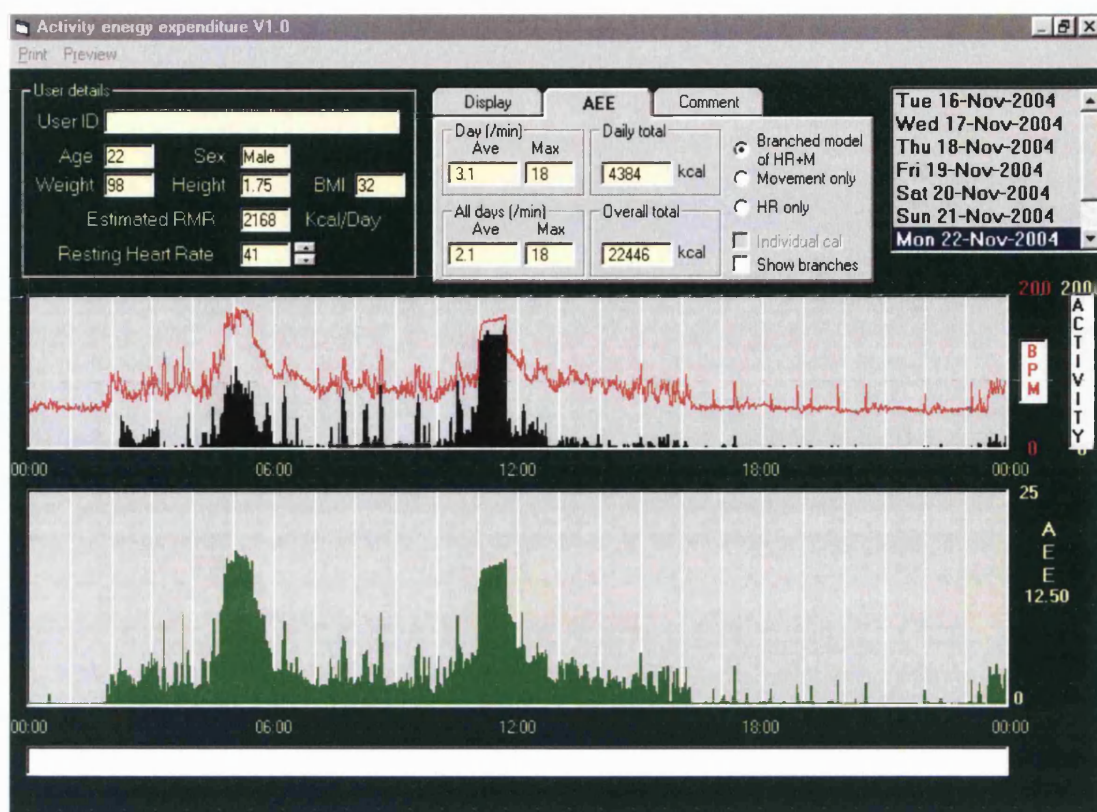 Activity energy expenditure V1.0
Print Preview
User details
User ID
Age 22 Sex Male
Weight 98 Height 1.75 BMI 32
Estimated RMR 2168 Kcal/Day
Resting Heart Rate 41
Display AEE Comment
Day (/min)
Ave Max
3.1 18
Daily total
4384 kcal
All days (/min)
Ave Max
2.1 18
Overall total
22446 kcal
Branched model
of HR+M
Movement only
HR only
Individual cal
Show branches
Tue 16-Nov-2004
Wed 17-Nov-2004
Thu 18-Nov-2004
Fri 19-Nov-2004
Sat 20-Nov-2004
Sun 21-Nov-2004
Mon 22-Nov-2004
200 200
BPM
ACTIVITY
0 0
00:00 06:00 12:00 18:00 00:00
25
AEE
12.50
0
00:00 06:00 12:00 18:00 00:00